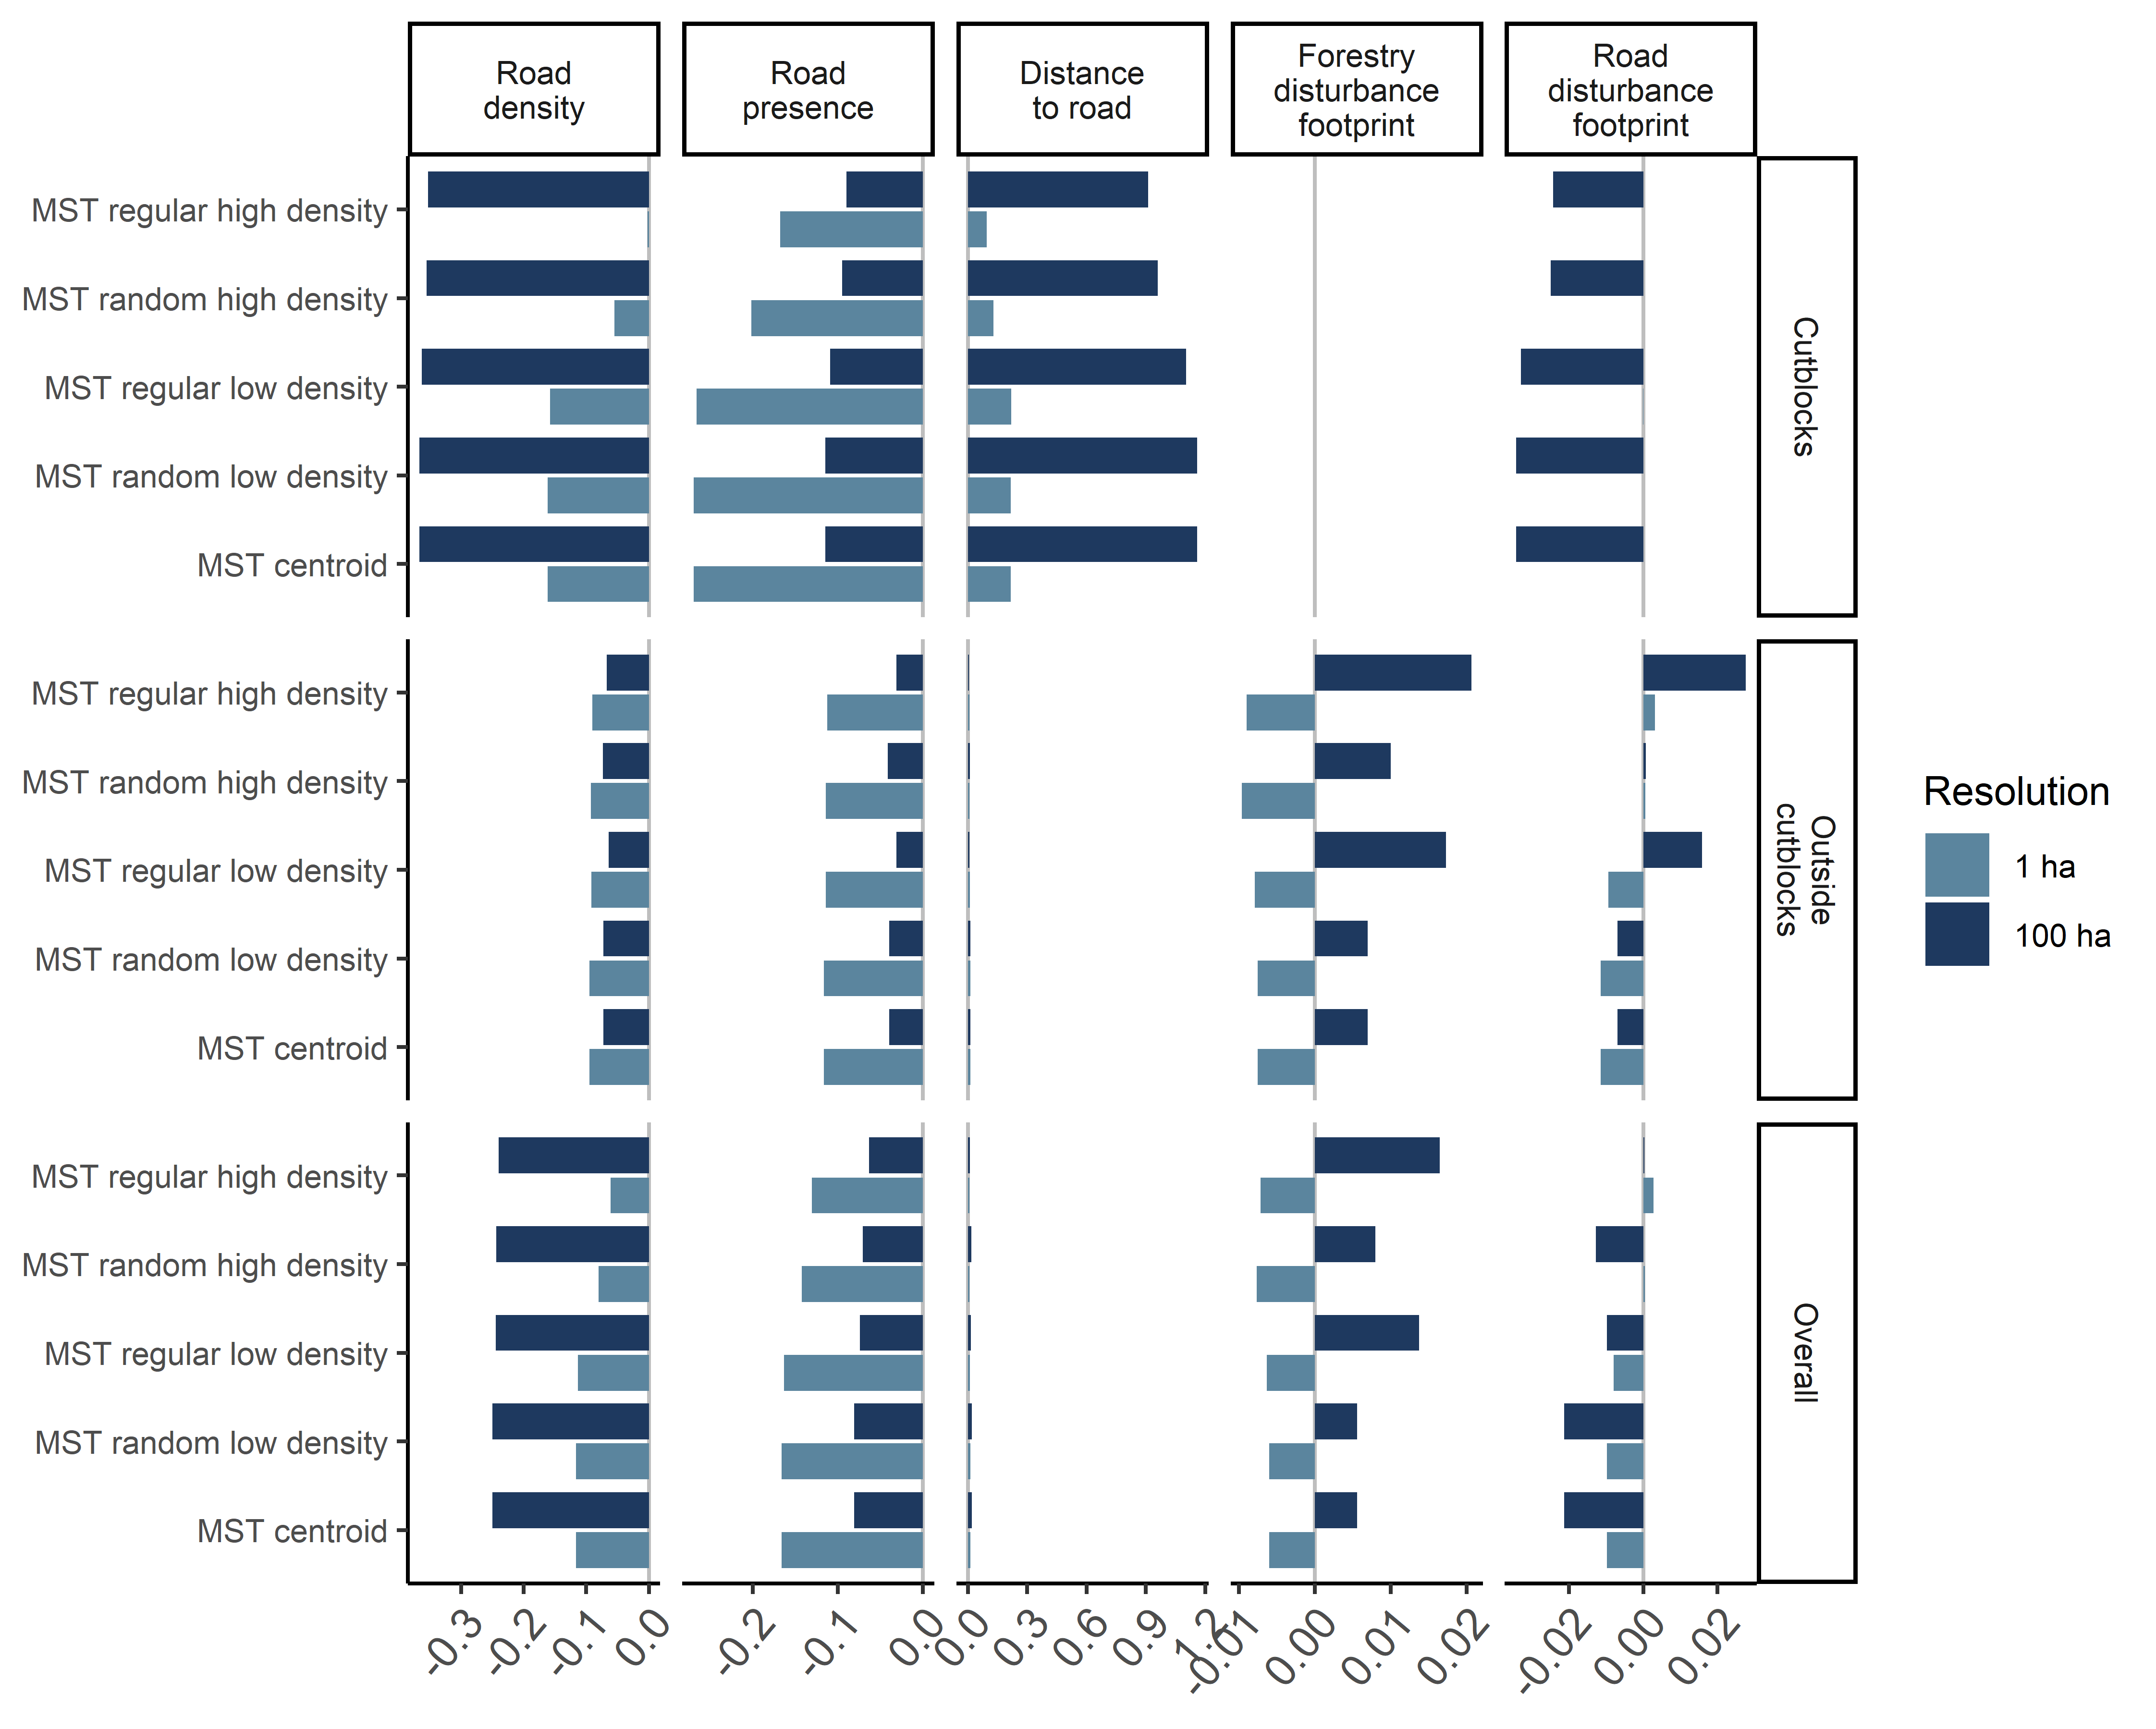 Road
density
Road
presence
Distance
to road
Forestry
disturbance
footprint
Road
disturbance
footprint
MST regular high density
MST random high density
MST regular low density
MST random low density
MST centroid
Cutblocks
MST regular high density
MST random high density
MST regular low density
MST random low density
MST centroid
Outside
cutblocks
MST regular high density
MST random high density
MST regular low density
MST random low density
MST centroid
Overall
-0.3 -0.2 -0.1 0.0
-0.2 -0.1 0.0
0.0 0.3 0.6 0.9 1.2
-0.01 0.00 0.01 0.02
-0.02 0.00 0.02
Resolution
1 ha
100 ha